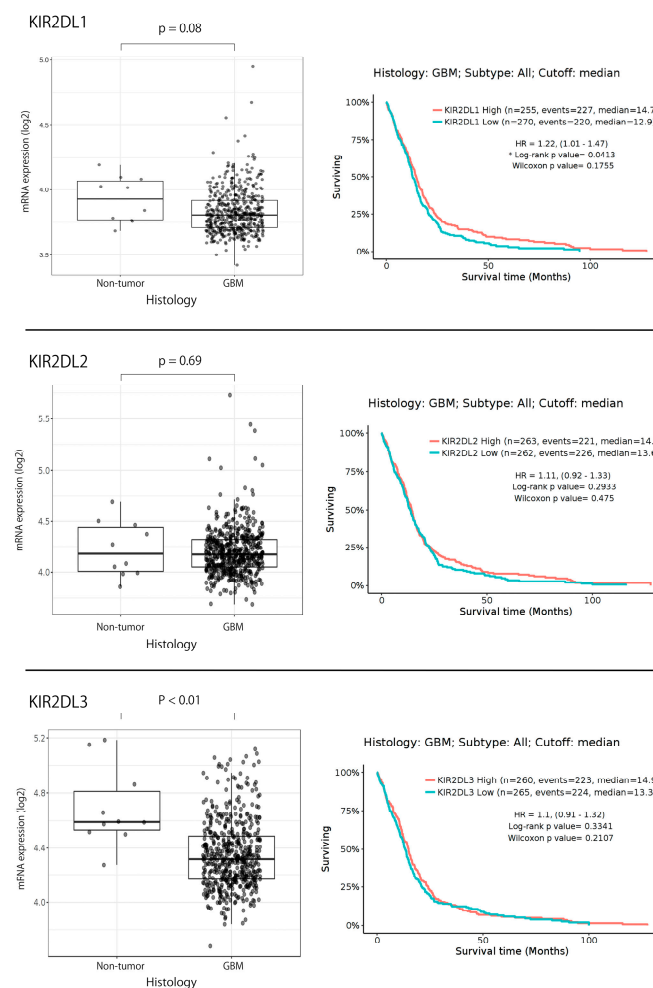 KIR2DL1
p = 0.08
5.0
4.5
4.0
3.5
mRNA expression (log2)
Non-tumor
GBM
Histology
Histology: GBM; Subtype: All; Cutoff: median
KIR2DL1 High (n=255, events=227, median=14.7
KIR2DL1 Low (n=270, events=220, median=12.9
HR = 1.22, (1.01 - 1.47)
* Log-rank p value= 0.0413
Wilcoxon p value= 0.1755
100%
75%
50%
25%
0%
Surviving
0
50
100
Survival time (Months)
KIR2DL2
p = 0.69
5.5
5.0
4.5
4.0
mRNA expression (log2)
Non-tumor
GBM
Histology
Histology: GBM; Subtype: All; Cutoff: median
KIR2DL2 High (n=263, events=221, median=14.
KIR2DL2 Low (n=262, events=226, median=13.6
HR = 1.11, (0.92 - 1.33)
Log-rank p value= 0.2933
Wilcoxon p value= 0.475
100%
75%
50%
25%
0%
Surviving
0
50
100
Survival time (Months)
KIR2DL3
P < 0.01
5.2
4.8
4.4
4.0
mRNA expression (log2)
Non-tumor
GBM
Histology
Histology: GBM; Subtype: All; Cutoff: median
KIR2DL3 High (n=260, events=223, median=14.9
KIR2DL3 Low (n=265, events=224, median=13.3
HR = 1.1, (0.91 - 1.32)
Log-rank p value= 0.3341
Wilcoxon p value= 0.2107
100%
75%
50%
25%
0%
Surviving
0
50
100
Survival time (Months)